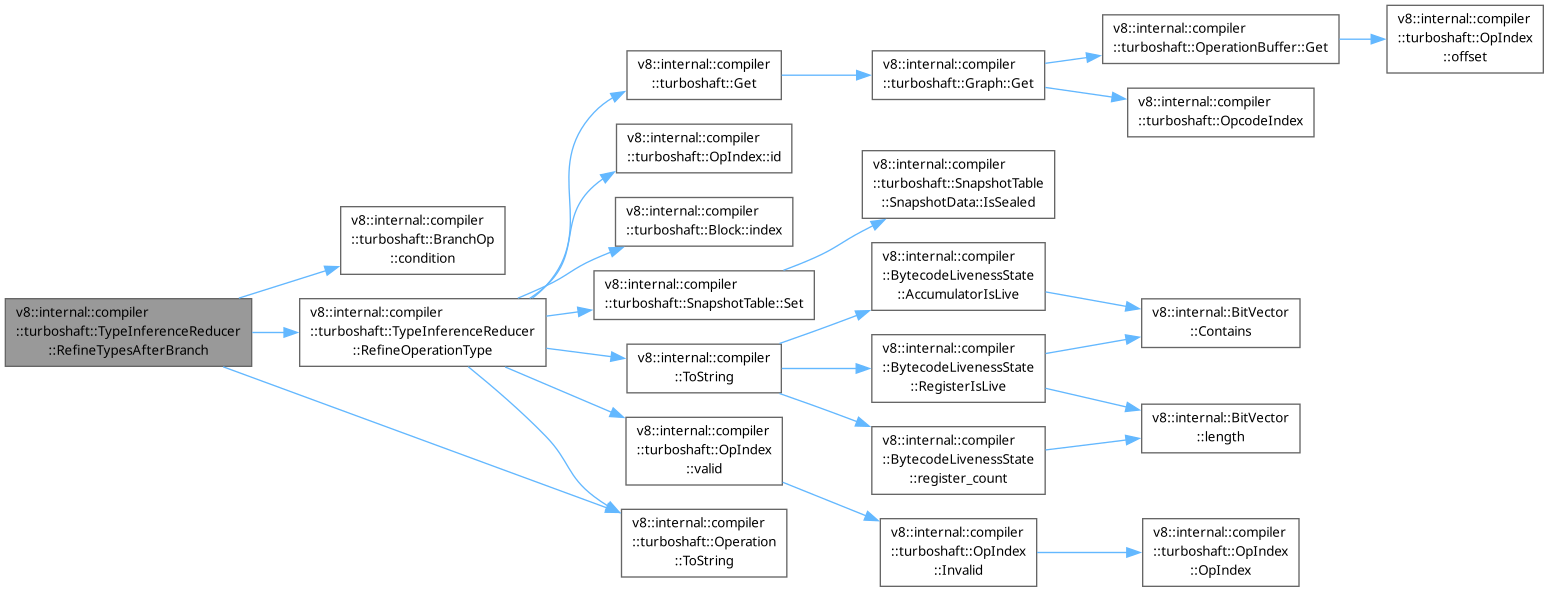 v8::internal::compiler
::turboshaft::TypeInferenceReducer
::RefineTypesAfterBranch
v8::internal::compiler
::turboshaft::BranchOp
::condition
v8::internal::compiler
::turboshaft::TypeInferenceReducer
::RefineOperationType
v8::internal::compiler
::turboshaft::Get
v8::internal::compiler
::turboshaft::OpIndex::id
v8::internal::compiler
::turboshaft::Block::index
v8::internal::compiler
::turboshaft::SnapshotTable::Set
v8::internal::compiler
::ToString
v8::internal::compiler
::turboshaft::OpIndex
::valid
v8::internal::compiler
::turboshaft::Operation
::ToString
v8::internal::compiler
::turboshaft::Graph::Get
v8::internal::compiler
::turboshaft::SnapshotTable
::SnapshotData::IsSealed
v8::internal::compiler
::BytecodeLivenessState
::AccumulatorIsLive
v8::internal::compiler
::BytecodeLivenessState
::RegisterIsLive
v8::internal::compiler
::BytecodeLivenessState
::register_count
v8::internal::compiler
::turboshaft::OpIndex
::Invalid
v8::internal::compiler
::turboshaft::OperationBuffer::Get
v8::internal::compiler
::turboshaft::OpcodeIndex
v8::internal::BitVector
::Contains
v8::internal::BitVector
::length
v8::internal::compiler
::turboshaft::OpIndex
::OpIndex
v8::internal::compiler
::turboshaft::OpIndex
::offset